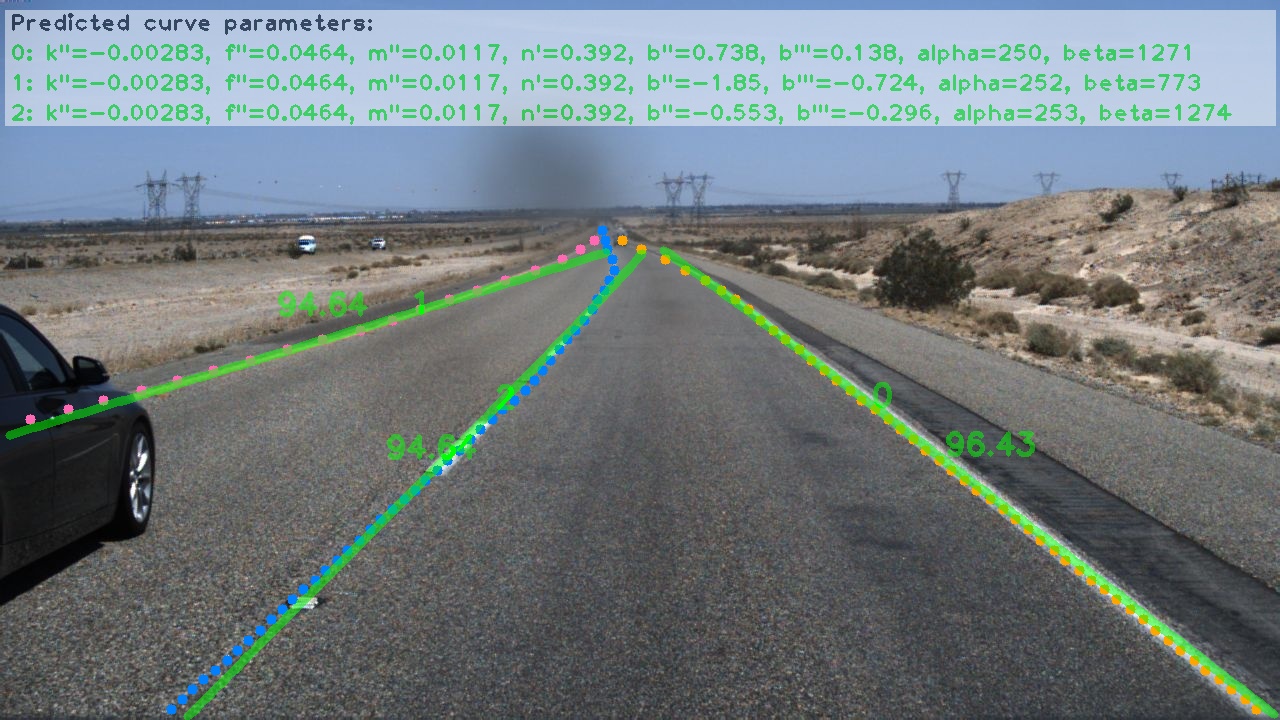 Predicted curve parameters:
0: k''=-0.00283, f''=0.0464, m''=0.0117, n'=0.392, b''=0.738, b'''=0.138, alpha=250, beta=1271
1: k''=-0.00283, f''=0.0464, m''=0.0117, n'=0.392, b''=-1.85, b'''=-0.724, alpha=252, beta=773
2: k''=-0.00283, f''=0.0464, m''=0.0117, n'=0.392, b''=-0.553, b'''=-0.296, alpha=253, beta=1274
94.64 1
2 0
94.64 96.43